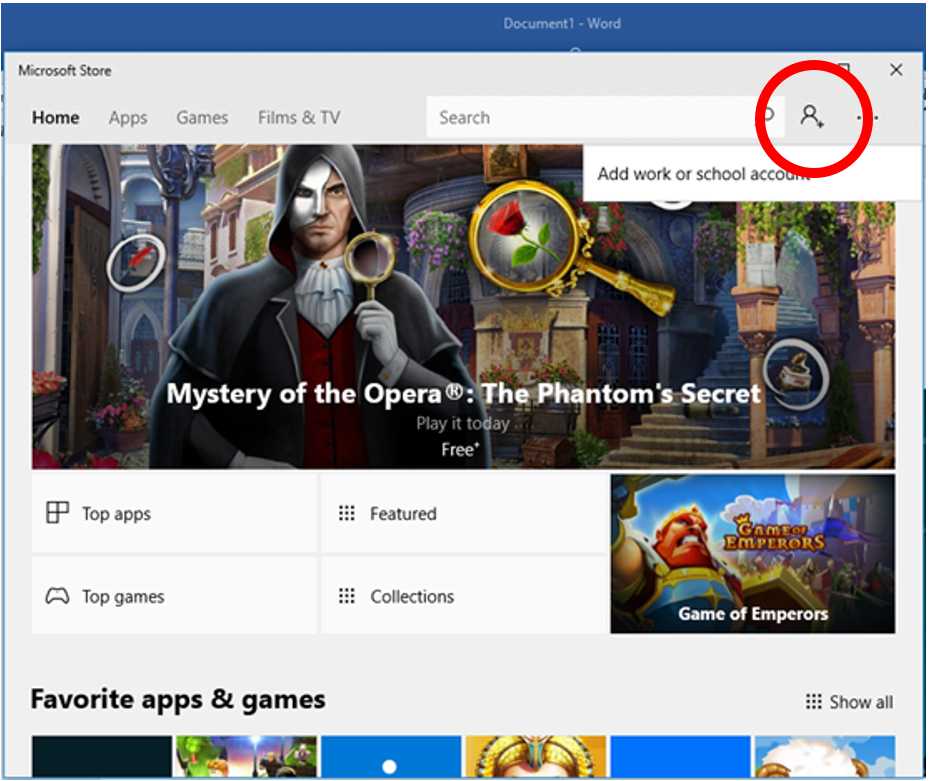 Document1 - Word
Microsoft Store
Home Apps Games Films & TV Search
Add work or school account
Mystery of the Opera®: The Phantom's Secret
Play it today
Free+
Top apps
Featured
GAME OF
EMPERORS
Game of Emperors
Top games
Collections
Favorite apps & games
Show all